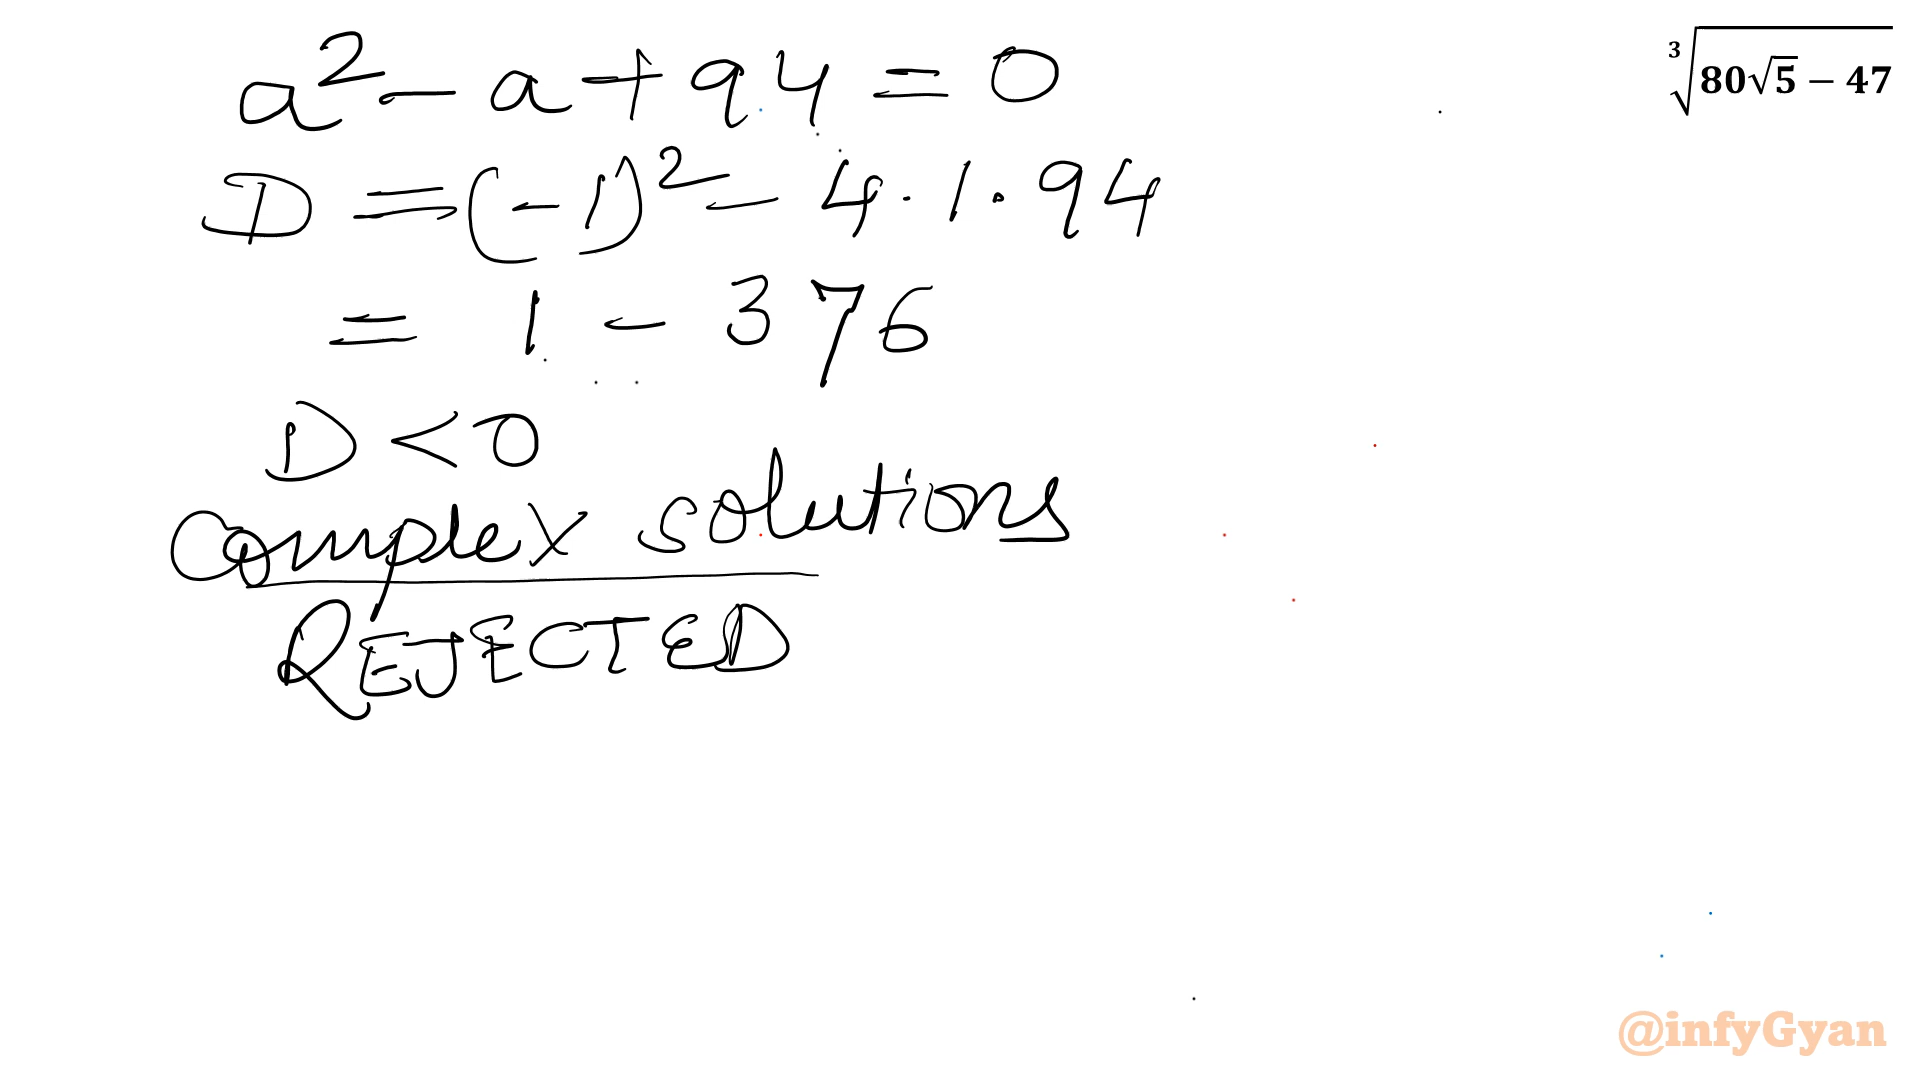 a² - a + 94 = 0
∛(80√5 − 47)
D = (-1)² - 4·1·94
= 1 - 376
D < 0
Complex solutions
REJECTED
@infyGyan